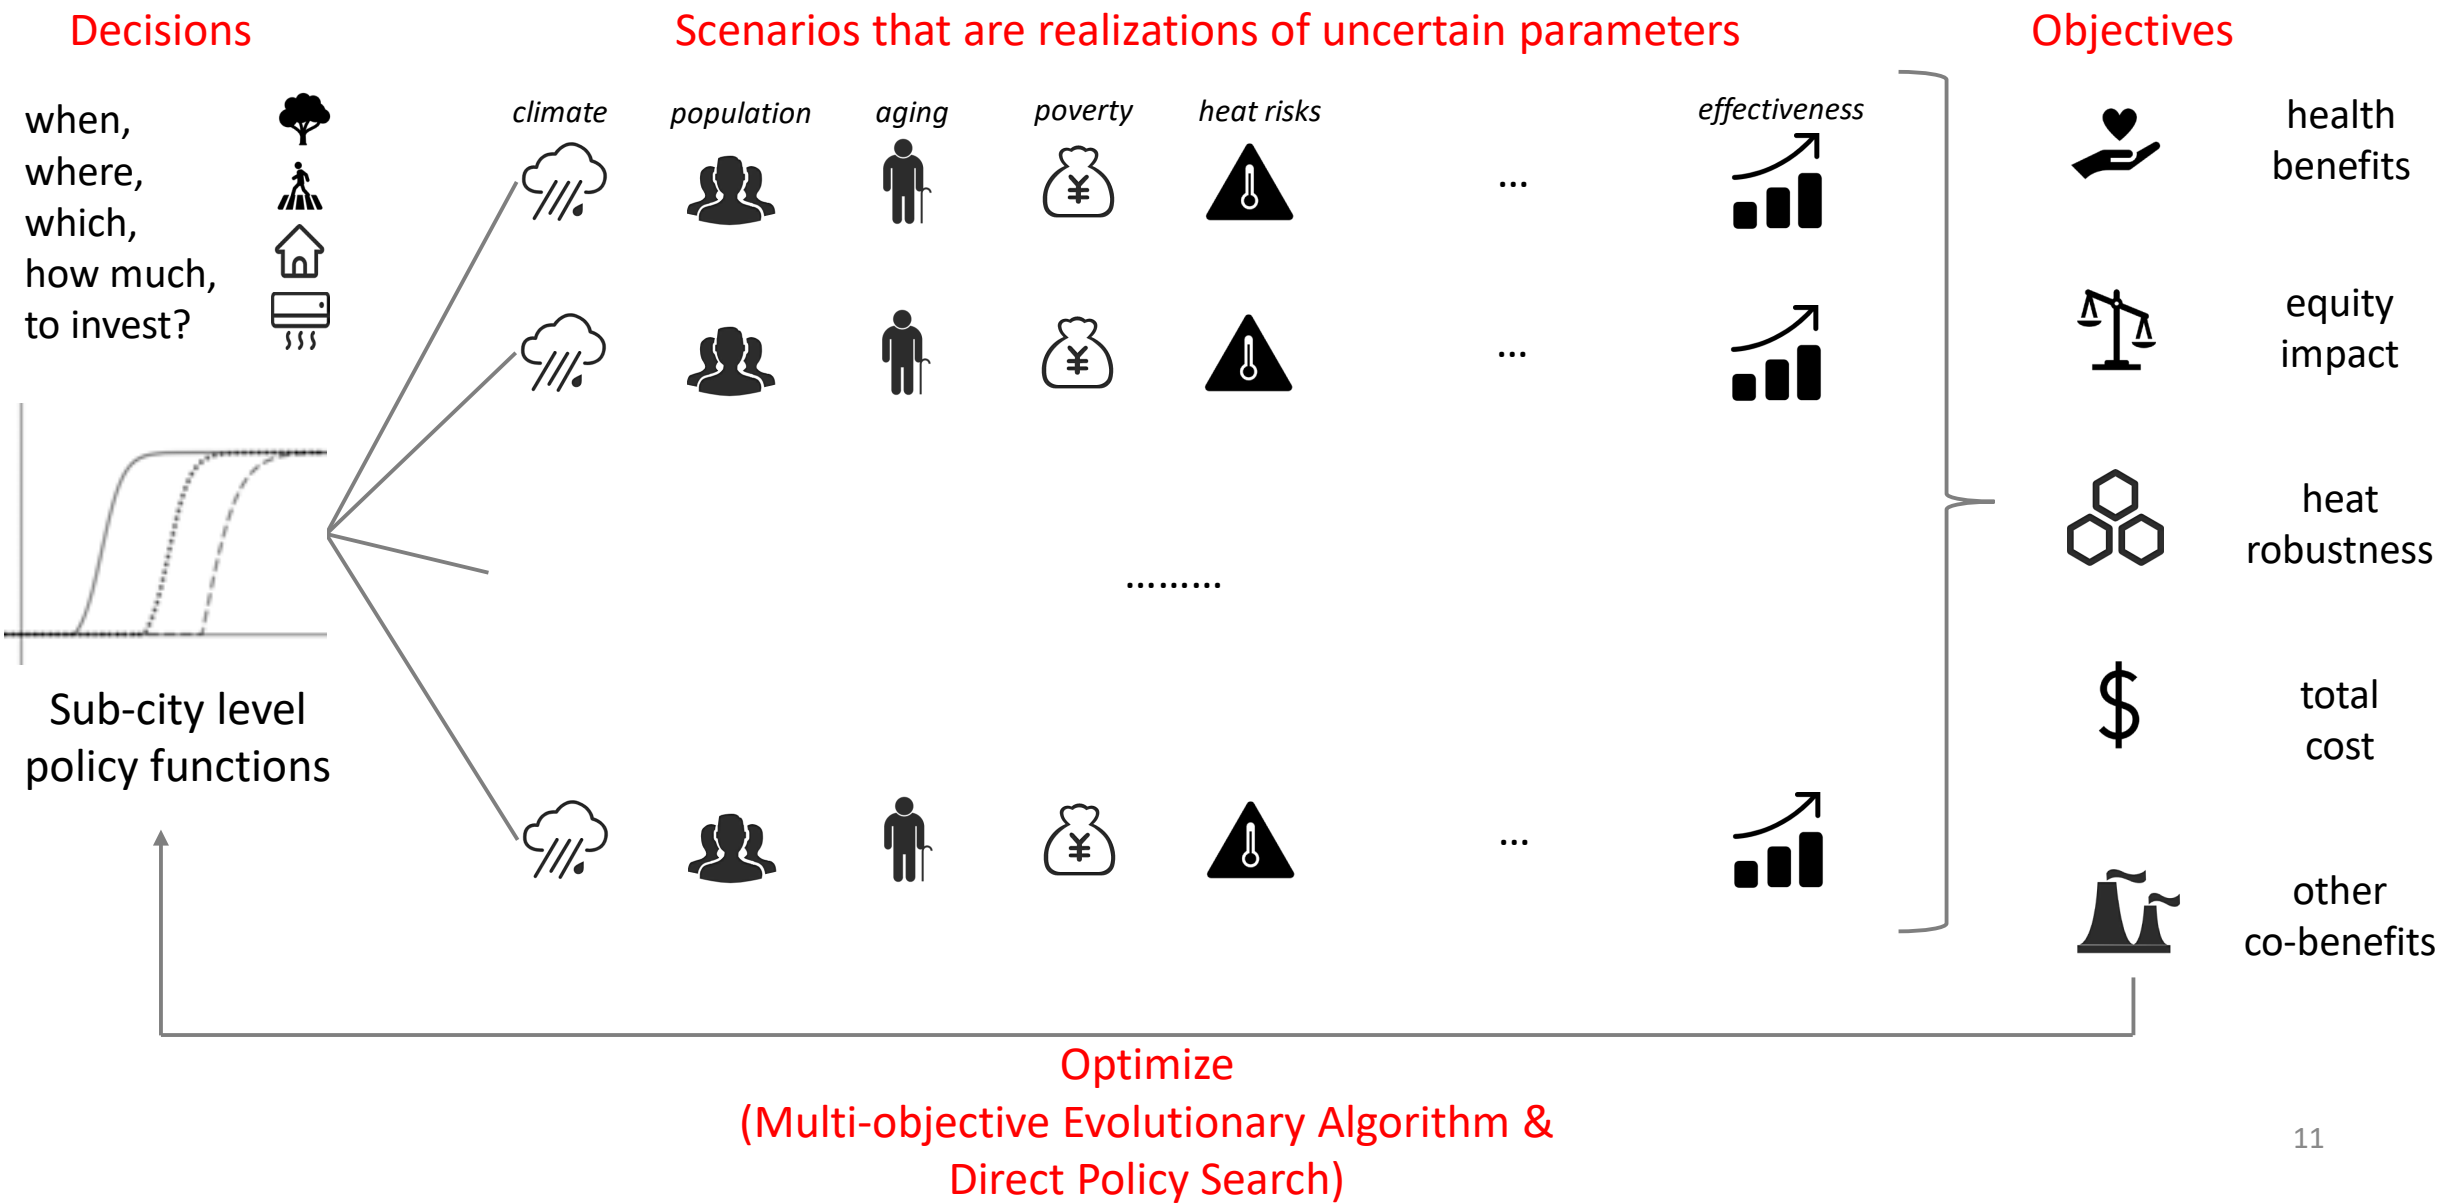 Decisions
Scenarios that are realizations of uncertain parameters
Objectives
when,
where,
which,
how much,
to invest?
climate
population
aging
poverty
heat risks
effectiveness
¥
...
¥
...
.........
¥
...
Sub-city level
policy functions
health
benefits
equity
impact
heat
robustness
$
total
cost
other
co-benefits
Optimize
(Multi-objective Evolutionary Algorithm &
Direct Policy Search)
11